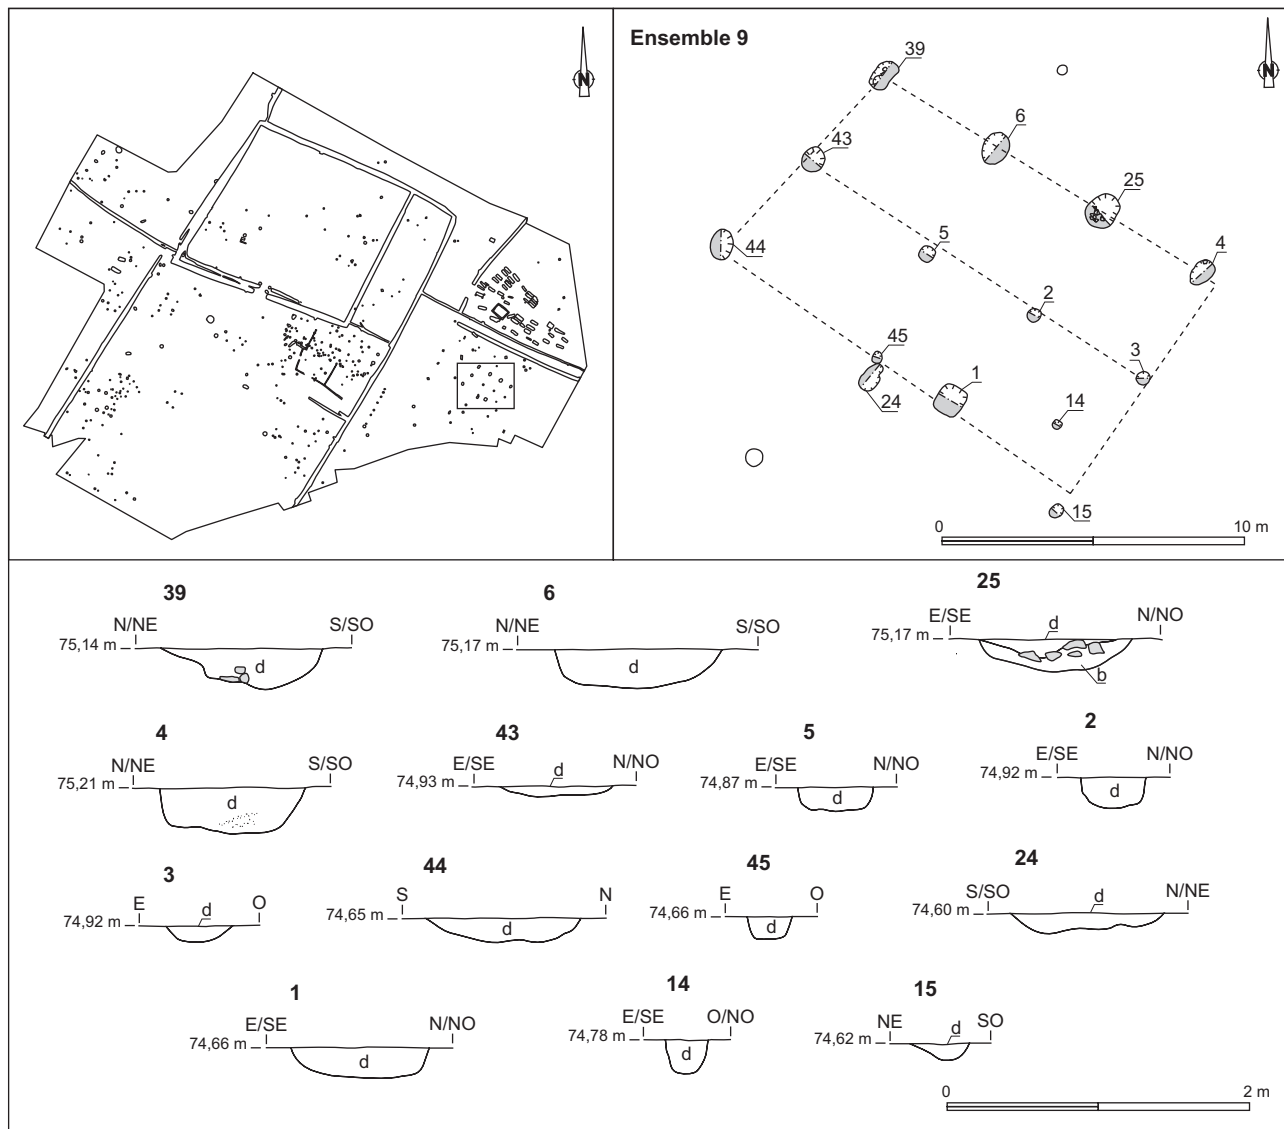 N
Ensemble 9
N
39
6
43
25
5
44
4
2
45
3
1
14
24
15
0 10 m
39
N/NE S/SO
75,14 m
d
6
N/NE S/SO
75,17 m
d
25
E/SE N/NO
75,17 m
d
b
4
N/NE S/SO
75,21 m
d
43
E/SE N/NO
74,93 m
d
5
E/SE N/NO
74,87 m
d
2
E/SE N/NO
74,92 m
d
3
E O
74,92 m
d
44
S N
74,65 m
d
45
E O
74,66 m
d
24
S/SO N/NE
74,60 m
d
1
E/SE N/NO
74,66 m
d
14
E/SE O/NO
74,78 m
d
15
NE SO
74,62 m
d
0 2 m